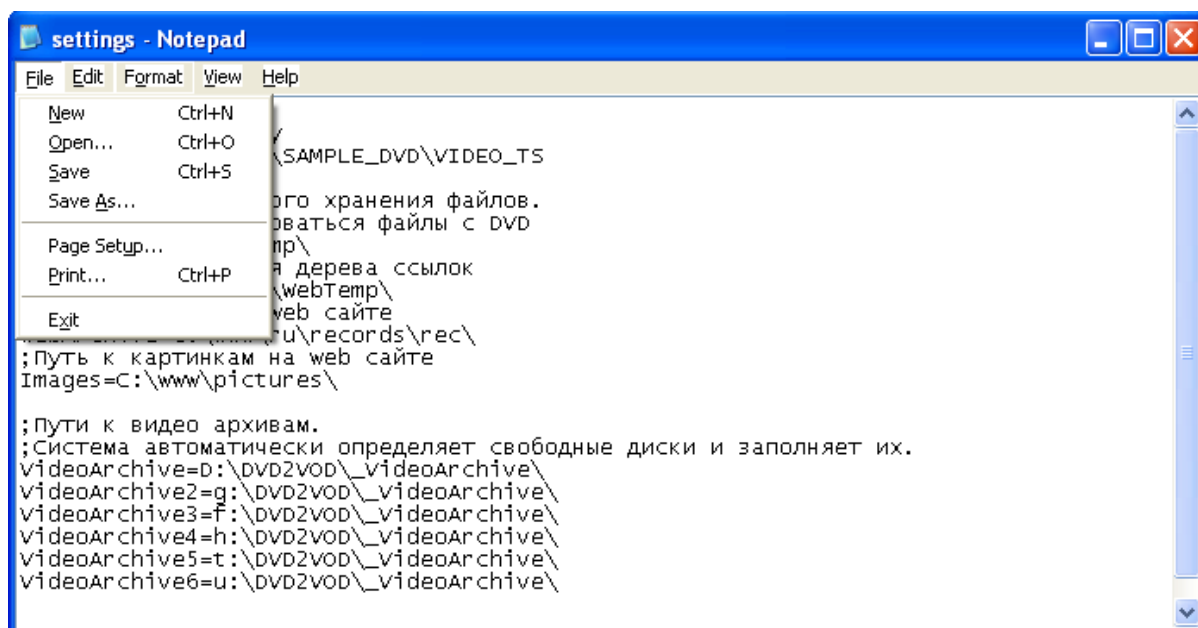 settings - Notepad
File Edit Format View Help
New Ctrl+N
Open... Ctrl+O
Save Ctrl+S
Save As...
Page Setup...
Print... Ctrl+P
Exit
\SAMPLE_DVD\VIDEO_TS
ого хранения файлов.
оваться файлы с DVD
mp\
я дерева ссылок
\WebTemp\
web сайте
ru\records\rec\
;Путь к картинкам на web сайте
Images=C:\www\pictures\
;Пути к видео архивам.
;Система автоматически определяет свободные диски и заполняет их.
VideoArchive=D:\DVD2VOD\_VideoArchive\
VideoArchive2=g:\DVD2VOD\_VideoArchive\
VideoArchive3=f:\DVD2VOD\_VideoArchive\
VideoArchive4=h:\DVD2VOD\_VideoArchive\
VideoArchive5=t:\DVD2VOD\_VideoArchive\
VideoArchive6=u:\DVD2VOD\_VideoArchive\